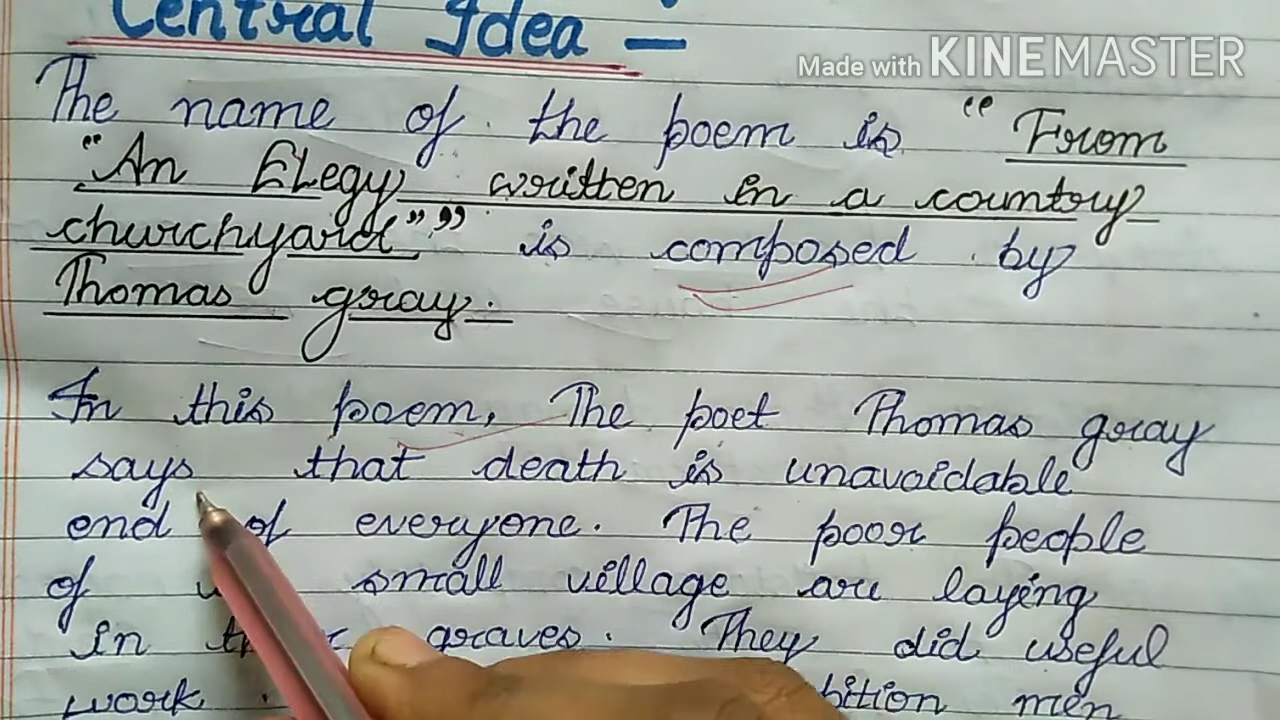 Central Idea –
Made with KINEMASTER
The name of the poem is "From
"An Elegy written in a country
churchyard"" is composed by
Thomas gray.
In this poem, The poet Thomas gray
says that death is unavoidable
end of everyone. The poor people
of small village are laying
in graves. They did useful
work. men